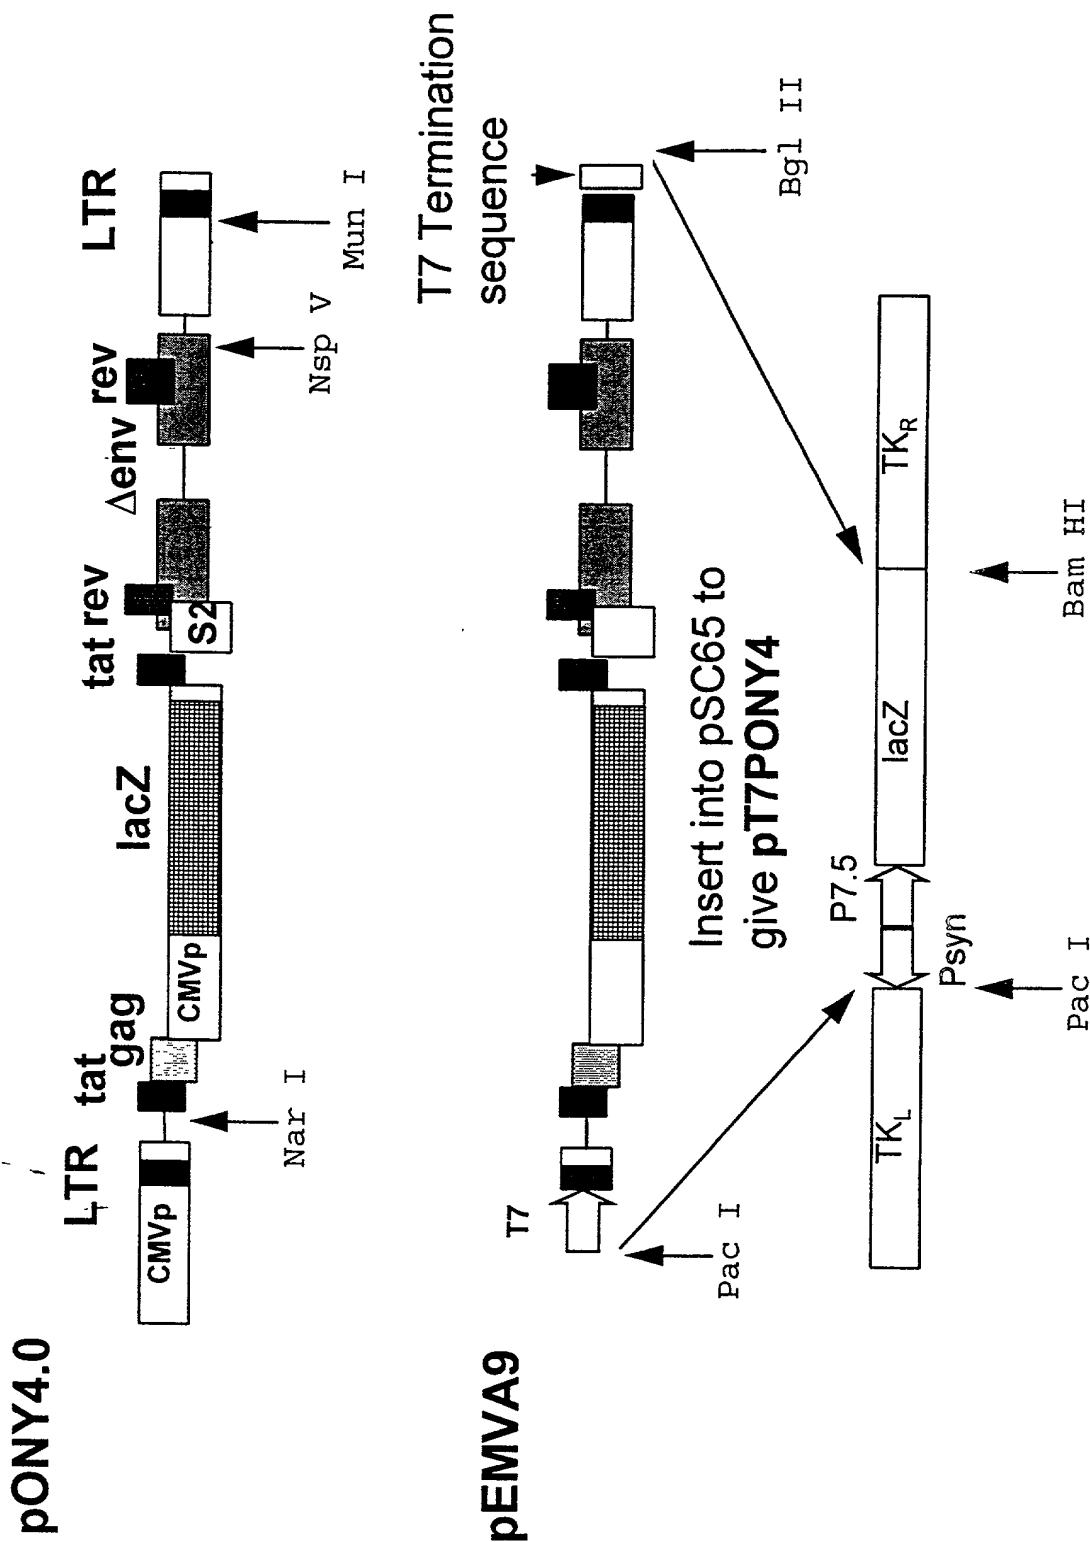 pONY4.0
LTR
tat
gag
lacZ
tat rev
Δenv
rev
LTR
CMVp
CMVp
S2
Nar I
Nsp V
Mun I
pEMVA9
T7
T7 Termination
sequence
Pac I
Bgl II
Insert into pSC65 to
give pT7PONY4
P7.5
TKL
lacZ
TKR
Psyn
Pac I
Bam HI